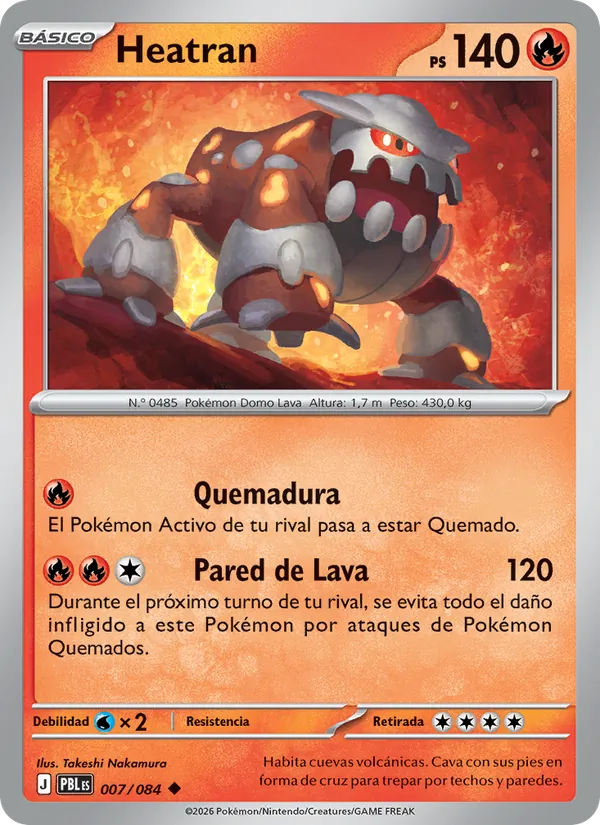 BÁSICO
Heatran
PS 140
N.º 0485 Pokémon Domo Lava Altura: 1,7 m Peso: 430,0 kg
Quemadura
El Pokémon Activo de tu rival pasa a estar Quemado.
Pared de Lava 120
Durante el próximo turno de tu rival, se evita todo el daño
infligido a este Pokémon por ataques de Pokémon
Quemados.
Debilidad ×2 Resistencia Retirada
Ilus. Takeshi Nakamura
J PBL ES 007/084
Habita cuevas volcánicas. Cava con sus pies en
forma de cruz para trepar por techos y paredes.
©2026 Pokémon/Nintendo/Creatures/GAME FREAK